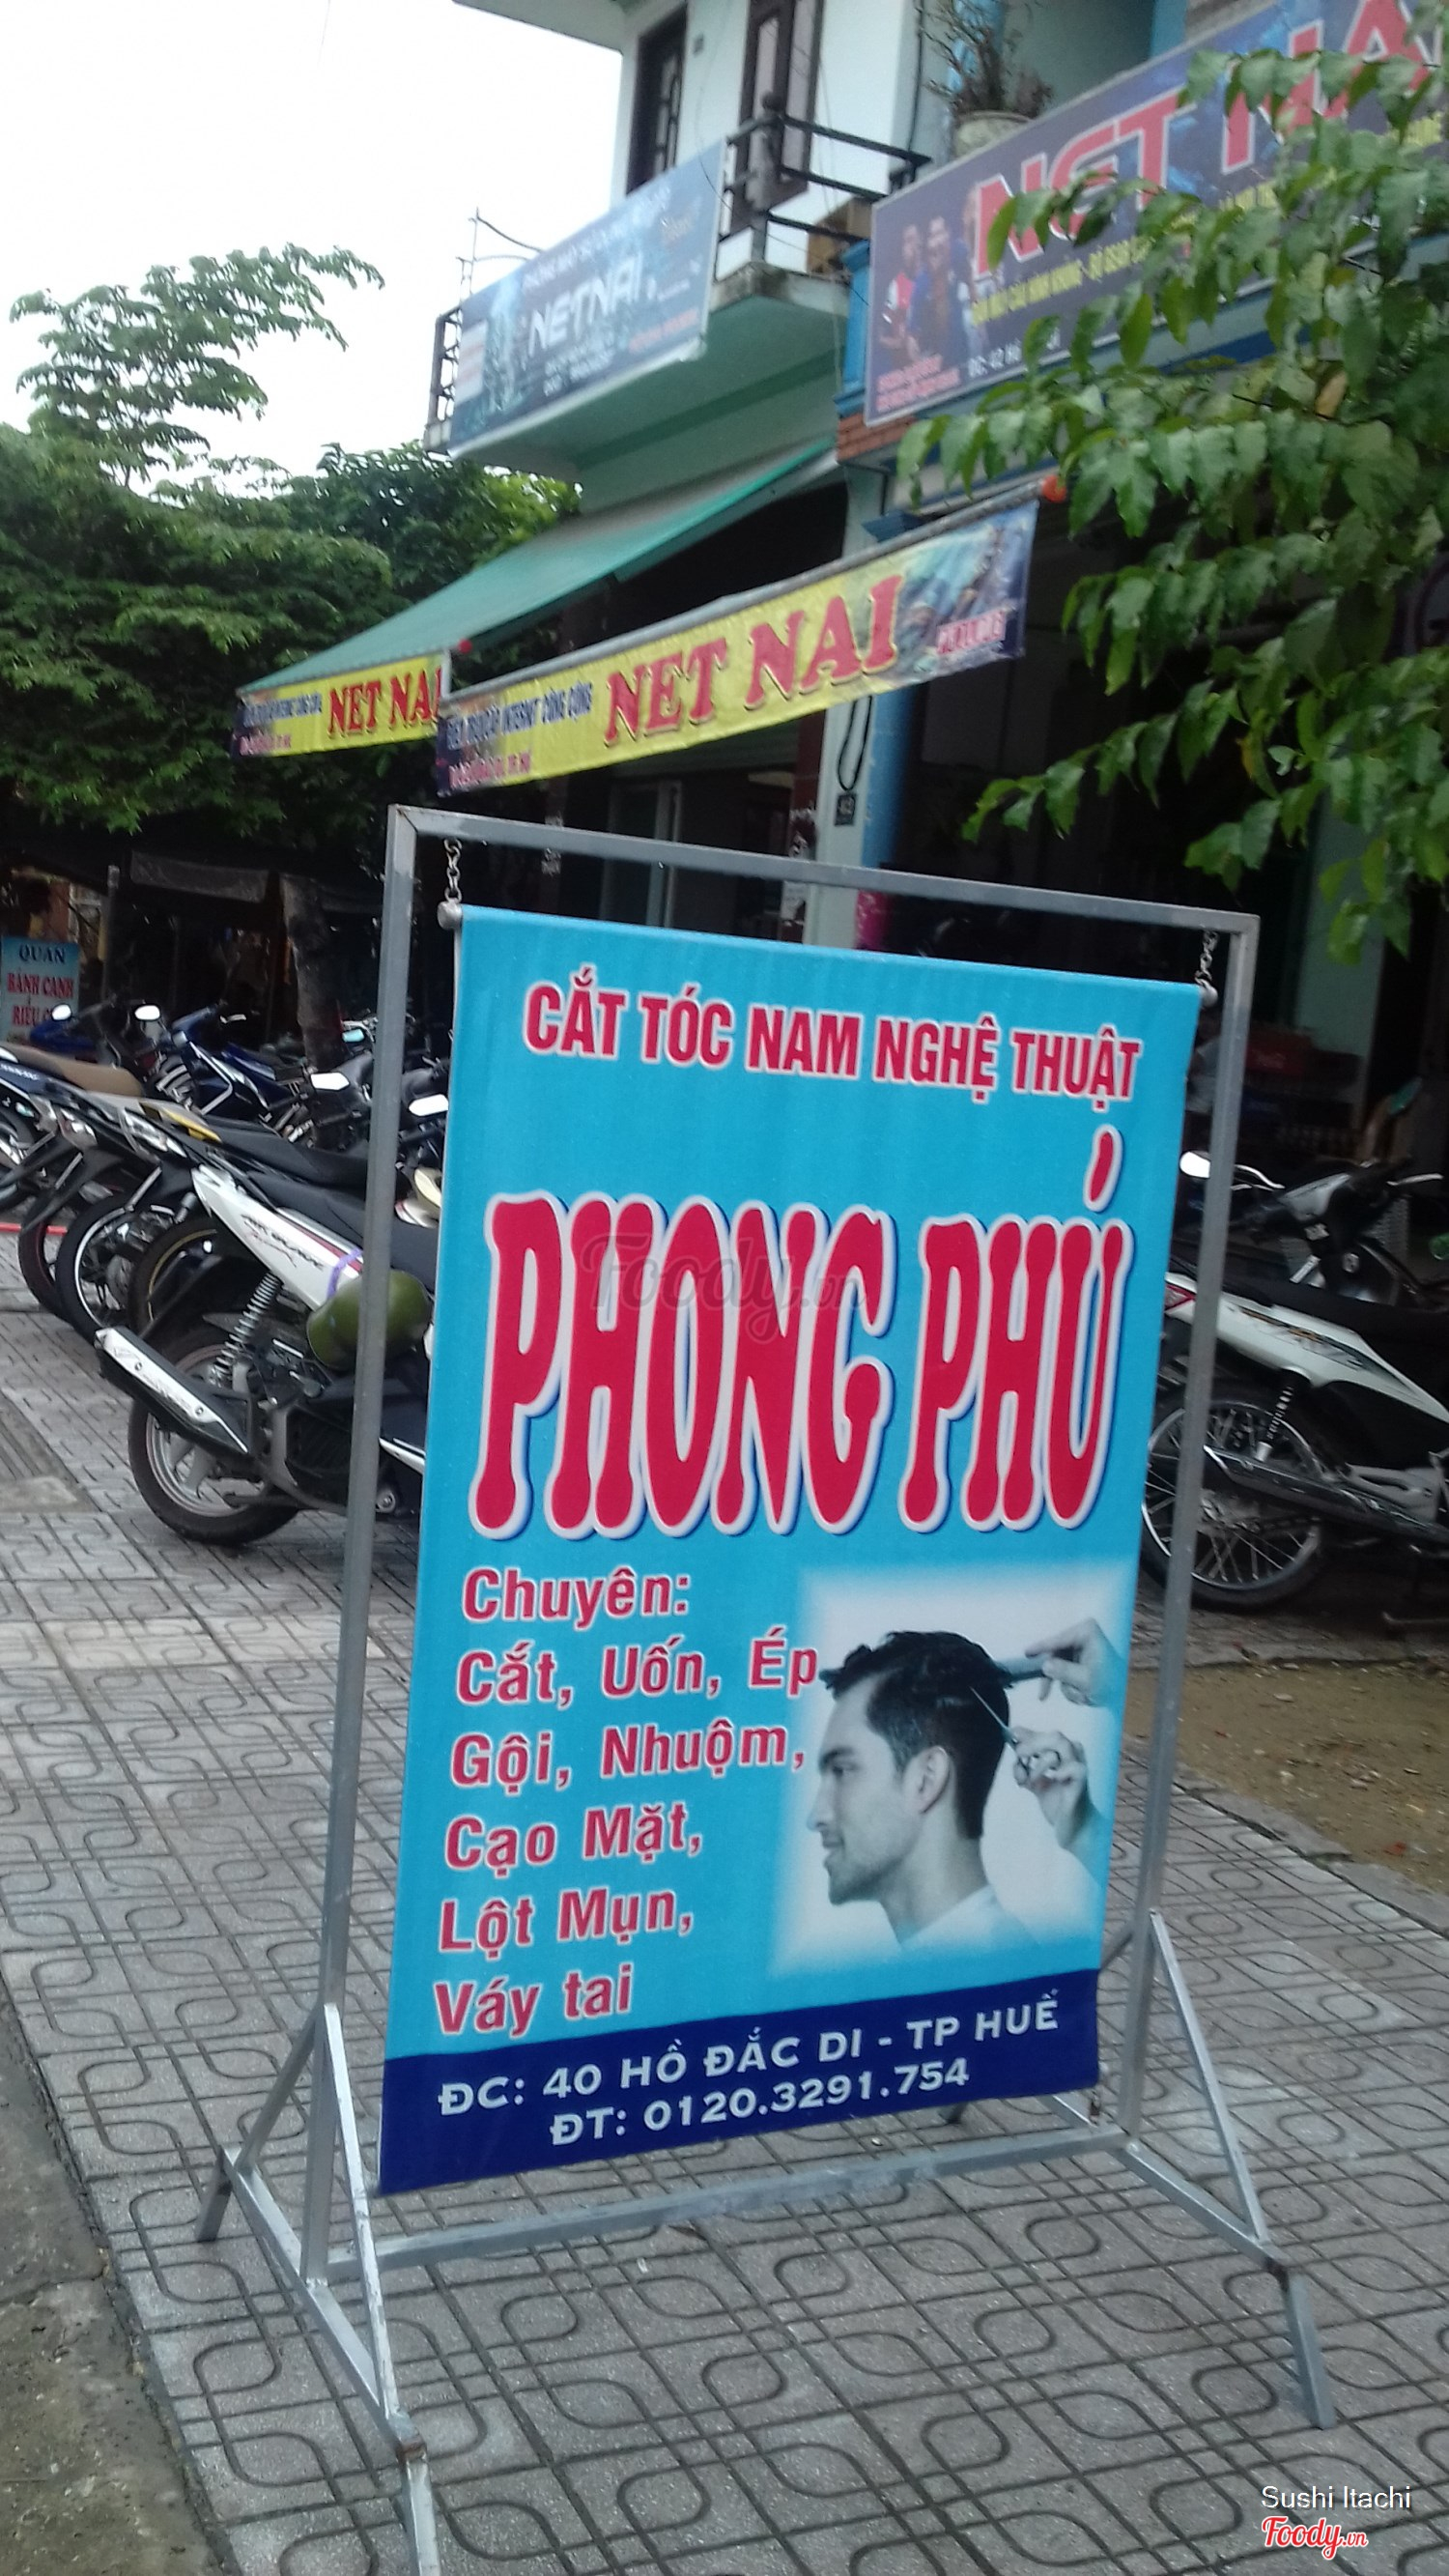 NET NAI
NETNAI
NET NAI
NET NAI
QUÁN
BÁNH CANH
CẮT TÓC NAM NGHỆ THUẬT
PHONG PHÚ
Foody.vn
Chuyên:
Cắt, Uốn, Ép
Gội, Nhuộm,
Cạo Mặt,
Lột Mụn,
Váy tai
ĐC: 40 HỒ ĐẮC DI - TP HUẾ
ĐT: 0120.3291.754
Sushi Itachi
Foody.vn